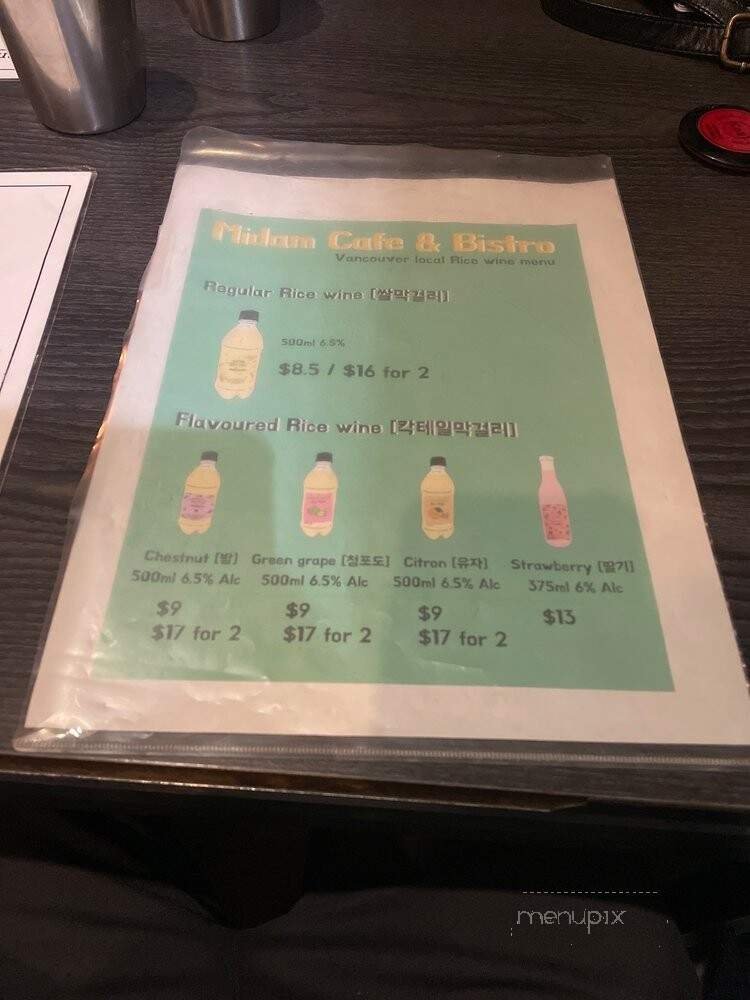 Midam Cafe & Bistro
Vancouver local Rice wine menu
Regular Rice wine [쌀막걸리]
500ml 6.5%
$8.5 / $16 for 2
Flavoured Rice wine [칵테일막걸리]
Chestnut [밤] Green grape [청포도] Citron [유자] Strawberry [딸기]
500ml 6.5% Alc 500ml 6.5% Alc 500ml 6.5% Alc 375ml 6% Alc
$9 $9 $9 $13
$17 for 2 $17 for 2 $17 for 2
menupix